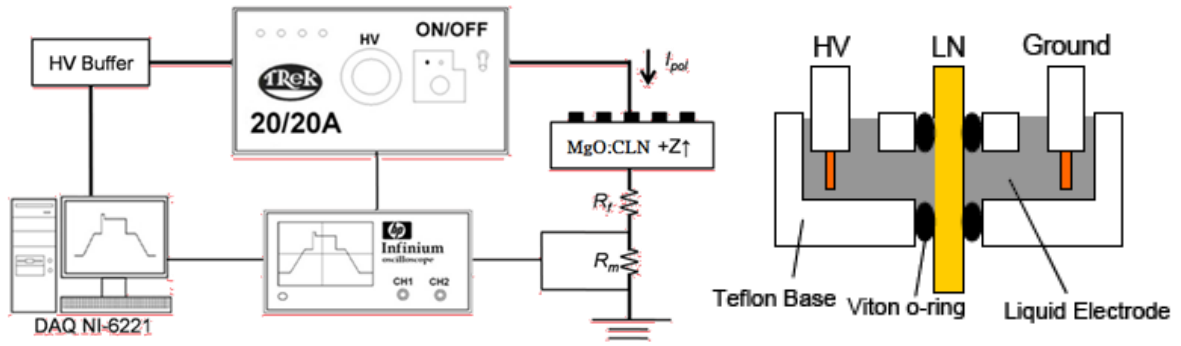 HV Buffer
HV
ON/OFF
TReK
20/20A
I_pol
MgO:CLN +Z↑
R_f
R_m
hp
Infinium
oscilloscope
CH1 CH2
DAQ NI-6221
HV LN Ground
Teflon Base
Viton o-ring
Liquid Electrode